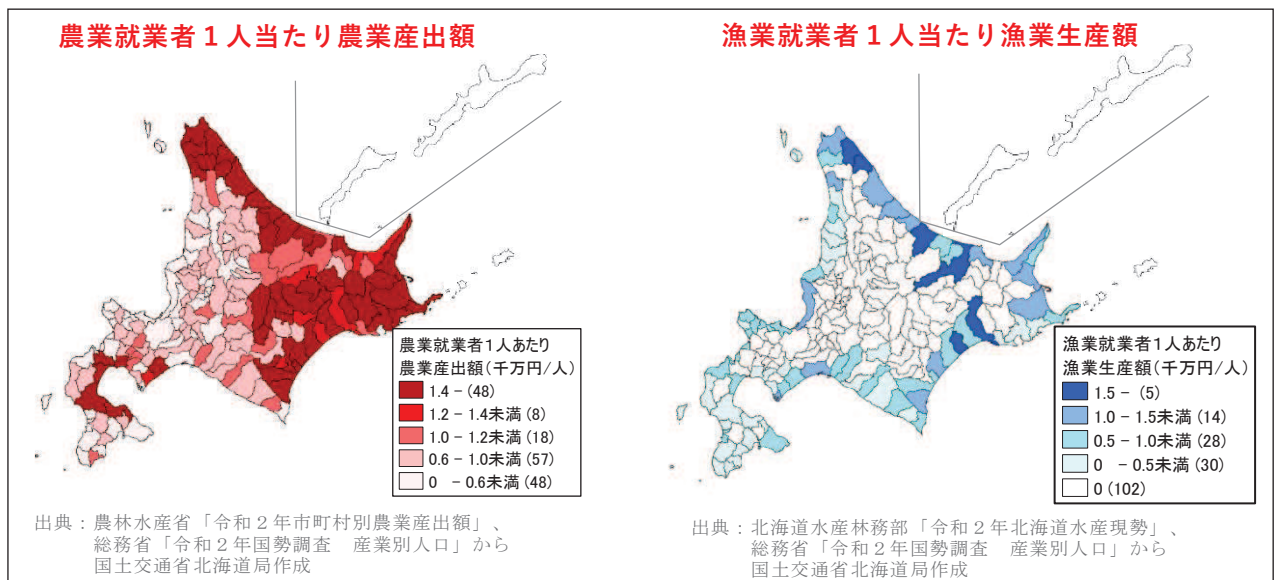 農業就業者１人当たり農業産出額
農業就業者１人あたり
農業産出額(千万円/人)
1.4 - (48)
1.2 - 1.4未満 (8)
1.0 - 1.2未満 (18)
0.6 - 1.0未満 (57)
0 - 0.6未満 (48)
出典：農林水産省「令和２年市町村別農業産出額」、
総務省「令和２年国勢調査　産業別人口」から
国土交通省北海道局作成
漁業就業者１人当たり漁業生産額
漁業就業者１人あたり
漁業生産額(千万円/人)
1.5 - (5)
1.0 - 1.5未満 (14)
0.5 - 1.0未満 (28)
0 - 0.5未満 (30)
0 (102)
出典：北海道水産林務部「令和２年北海道水産現勢」、
総務省「令和２年国勢調査　産業別人口」から
国土交通省北海道局作成